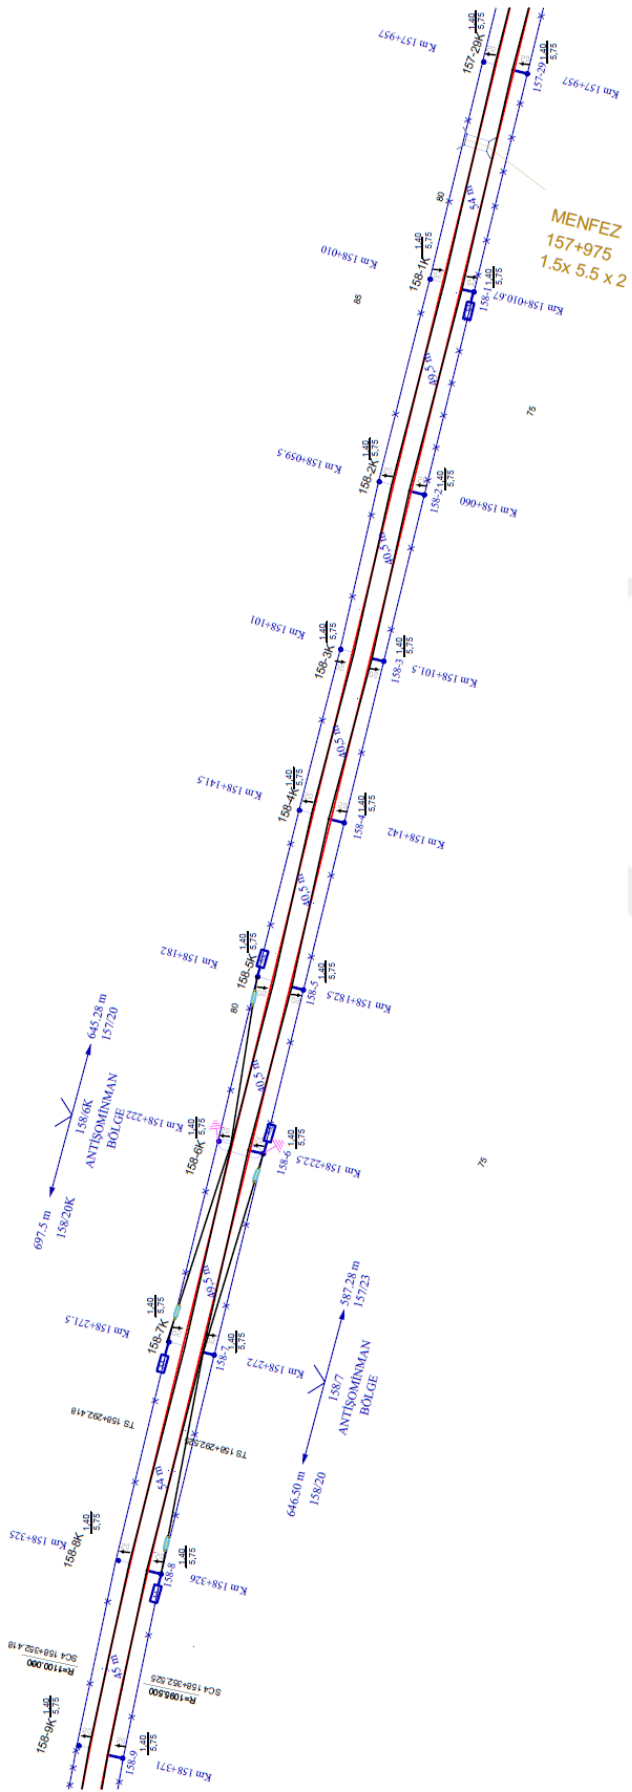 1,40
5,75
157-29K
Km 157+957
1,40
5,75
157-29
Km 157+957
54 m
80
MENFEZ
157+975
1.5x 5.5 x 2
1,40
5,75
158-1K
Km 158+010
1,40
5,75
158-1
Km 158+010.67
85
49,5 m
75
1,40
5,75
158-2K
Km 158+059.5
1,40
5,75
158-2
Km 158+060
40,5 m
1,40
5,75
158-3K
Km 158+101
1,40
5,75
158-3
Km 158+101.5
40,5 m
1,40
5,75
158-4K
Km 158+141.5
1,40
5,75
158-4
Km 158+142
40,5 m
1,40
5,75
158-5K
Km 158+182
1,40
5,75
158-5
Km 158+182.5
80
40,5 m
645.28 m
157/20
158/6K
ANTİŞÖMİNMAN
BÖLGE
697.5 m
158/20K
1,40
5,75
158-6K
Km 158+222
1,40
5,75
158-6
Km 158+222.5
75
49,5 m
1,40
5,75
158-7K
Km 158+271.5
1,40
5,75
158-7
Km 158+272
587.28 m
157/23
158/7
ANTİŞÖMİNMAN
BÖLGE
646.50 m
158/20
TS 158+292.418
TS 158+292.525
54 m
1,40
5,75
158-8K
Km 158+325
1,40
5,75
158-8
Km 158+326
R=1100.000
SC4 158+352.418
R=1095.500
SC4 158+352.525
45 m
1,40
5,75
158-9K
1,40
5,75
158-9
Km 158+371